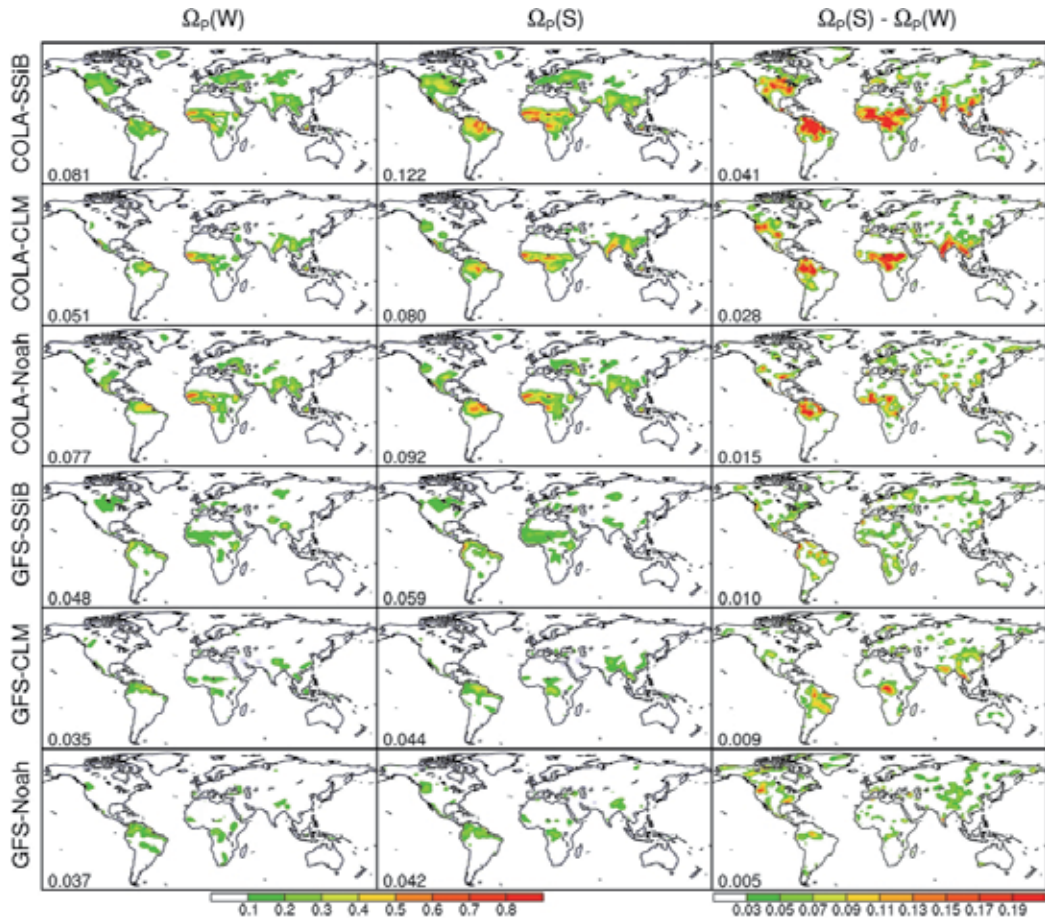 Ωp(W) Ωp(S) Ωp(S) - Ωp(W)
COLA-SSiB
0.081 0.122 0.041
COLA-CLM
0.051 0.080 0.028
COLA-Noah
0.077 0.092 0.015
GFS-SSiB
0.048 0.059 0.010
GFS-CLM
0.035 0.044 0.009
GFS-Noah
0.037 0.042 0.005
0.1 0.2 0.3 0.4 0.5 0.6 0.7 0.8
0.03 0.05 0.07 0.09 0.11 0.13 0.15 0.17 0.19